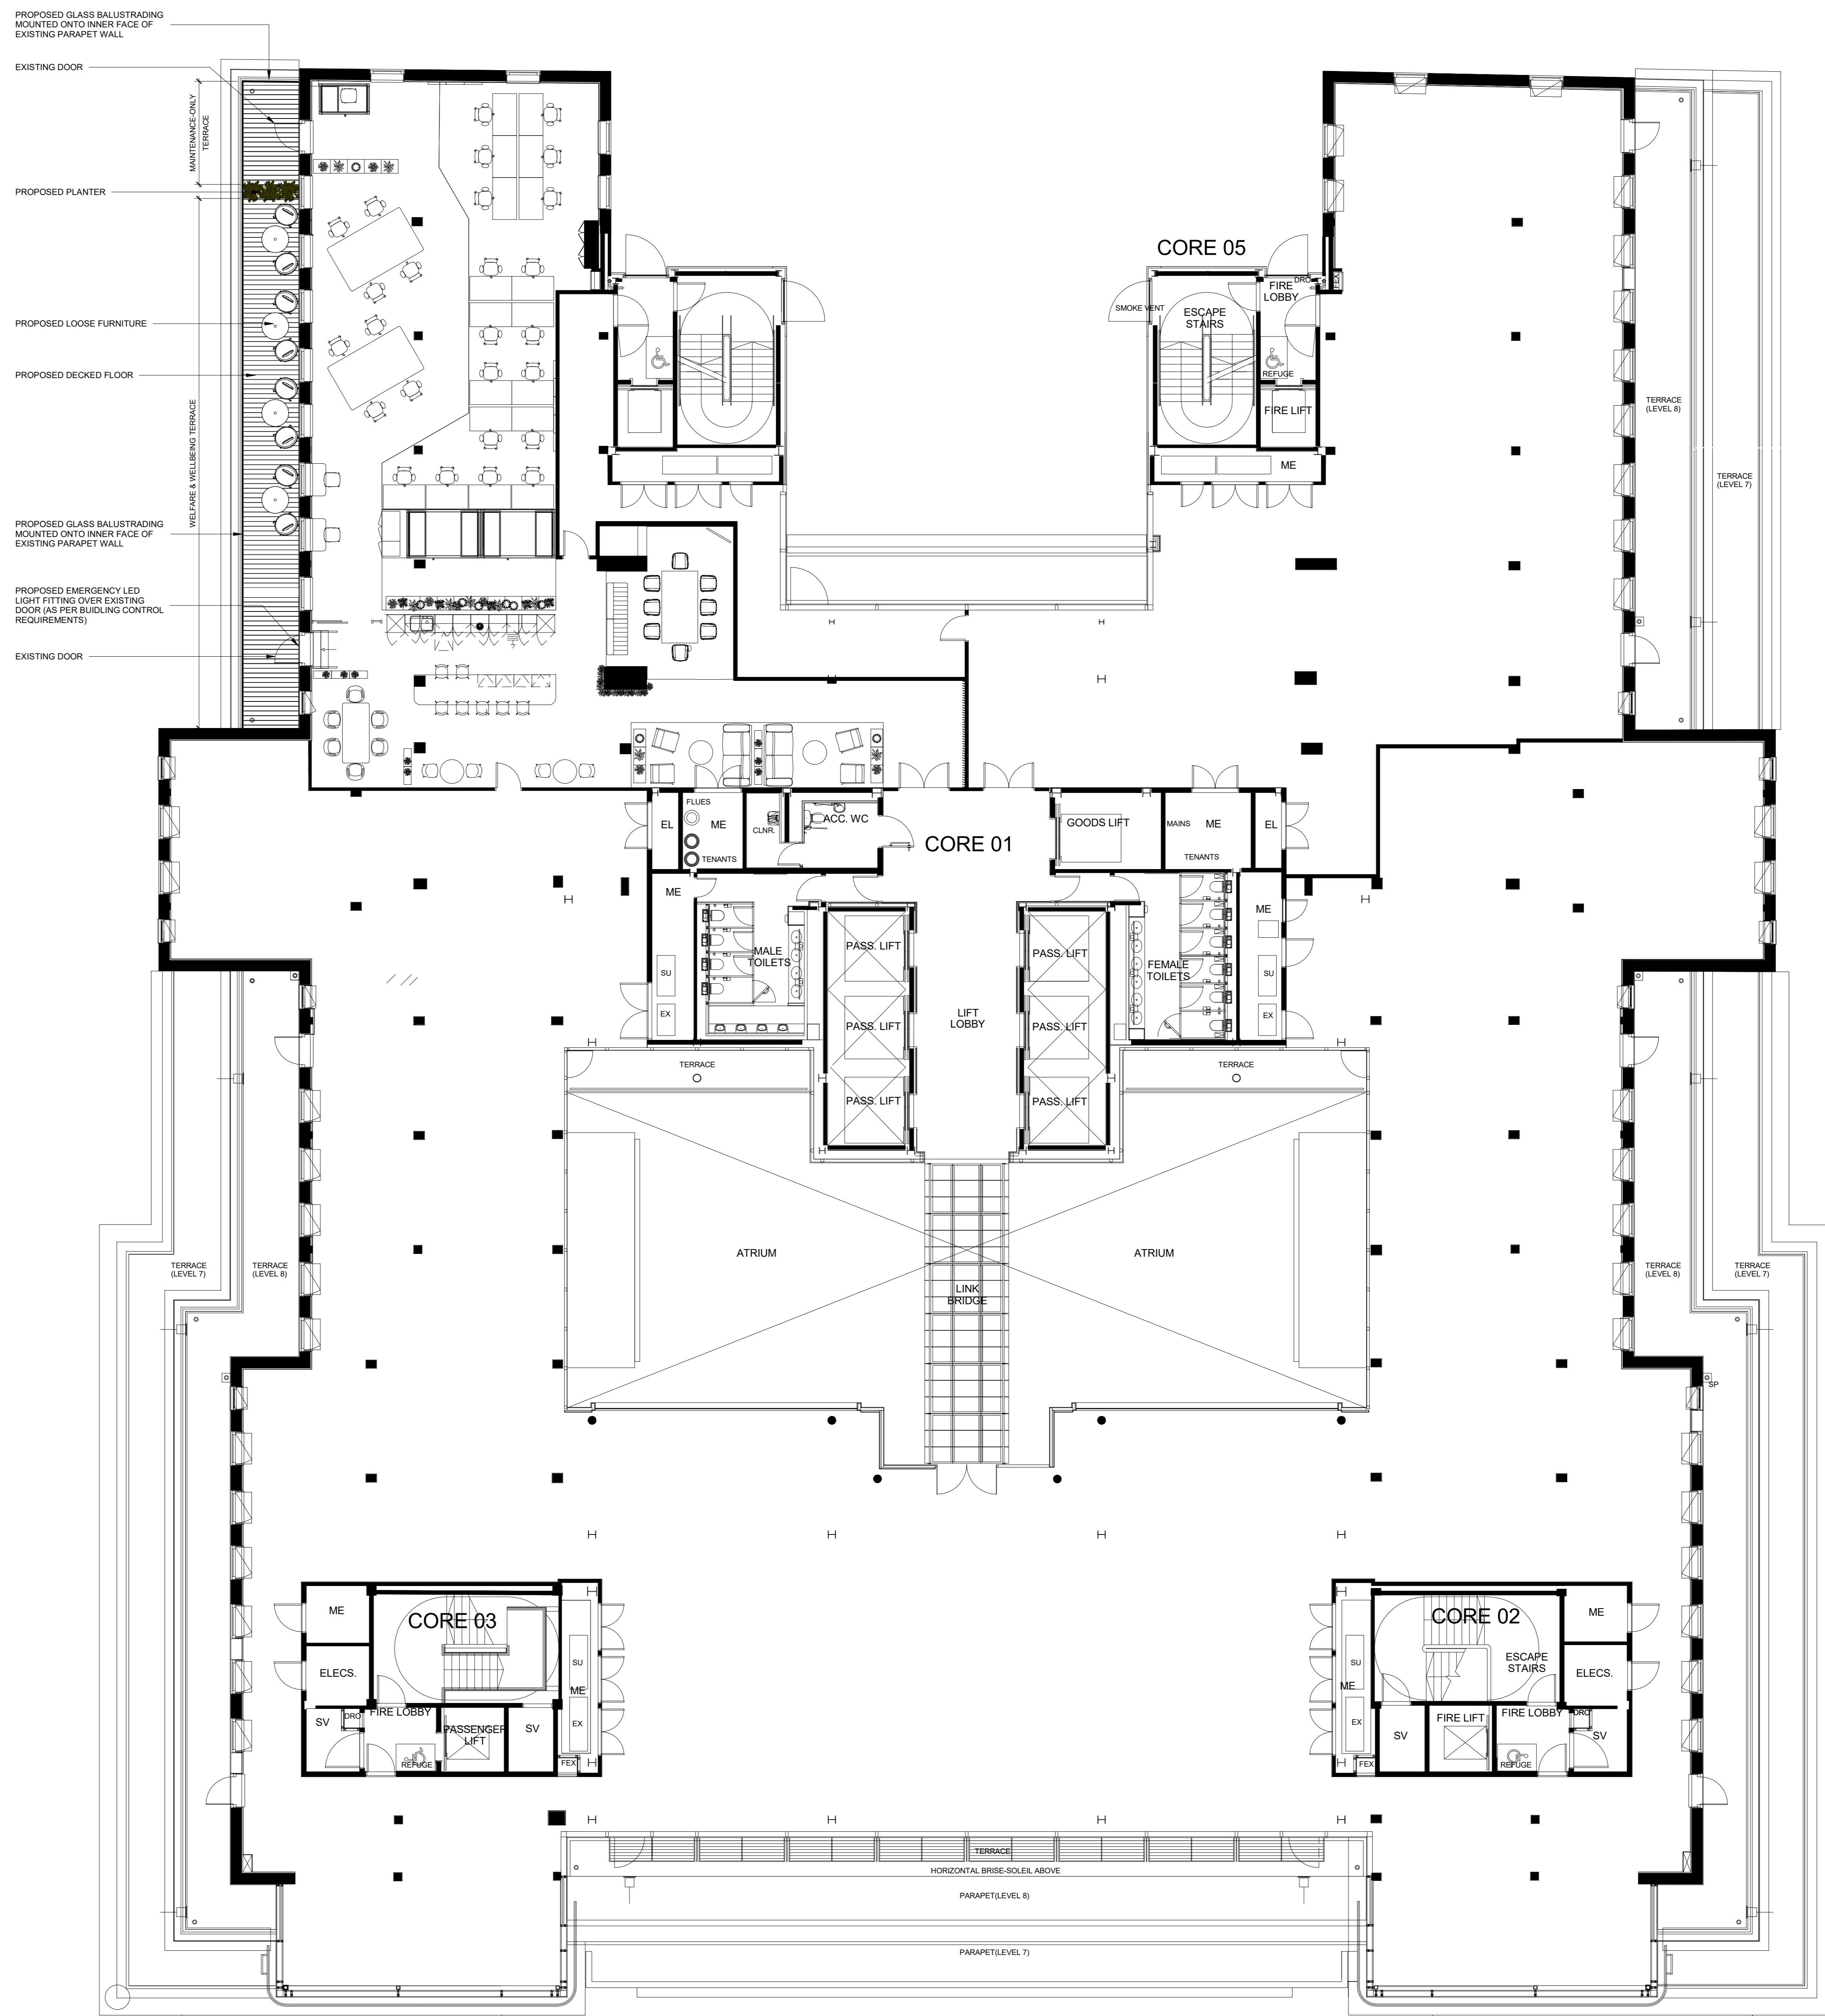 PROPOSED GLASS BALUSTRADING
MOUNTED ONTO INNER FACE OF
EXISTING PARAPET WALL
EXISTING DOOR
MAINTENANCE-ONLY
TERRACE
PROPOSED PLANTER
PROPOSED LOOSE FURNITURE
PROPOSED DECKED FLOOR
WELFARE & WELLBEING TERRACE
PROPOSED GLASS BALUSTRADING
MOUNTED ONTO INNER FACE OF
EXISTING PARAPET WALL
PROPOSED EMERGENCY LED
LIGHT FITTING OVER EXISTING
DOOR (AS PER BUIDLING CONTROL
REQUIREMENTS)
EXISTING DOOR
CORE 05
SMOKE VENT
ESCAPE
STAIRS
FIRE
LOBBY
DRO
FEX
REFUGE
FIRE LIFT
ME
TERRACE
(LEVEL 8)
TERRACE
(LEVEL 7)
EL
FLUES
ME
TENANTS
CLNR.
ACC. WC
CORE 01
GOODS LIFT
MAINS
ME
TENANTS
EL
ME
MALE
TOILETS
SU
EX
PASS. LIFT
PASS. LIFT
PASS. LIFT
LIFT
LOBBY
PASS. LIFT
PASS. LIFT
PASS. LIFT
FEMALE
TOILETS
ME
SU
EX
TERRACE
TERRACE
ATRIUM
ATRIUM
LINK
BRIDGE
TERRACE
(LEVEL 7)
TERRACE
(LEVEL 8)
TERRACE
(LEVEL 8)
TERRACE
(LEVEL 7)
SP
ME
CORE 03
ELECS.
SV
DRO
FIRE LOBBY
REFUGE
PASSENGER
LIFT
SV
SU
ME
EX
FEX
CORE 02
ME
ESCAPE
STAIRS
ELECS.
SU
ME
EX
FEX
SV
FIRE LIFT
FIRE LOBBY
REFUGE
DRO
SV
TERRACE
HORIZONTAL BRISE-SOLEIL ABOVE
PARAPET(LEVEL 8)
PARAPET(LEVEL 7)